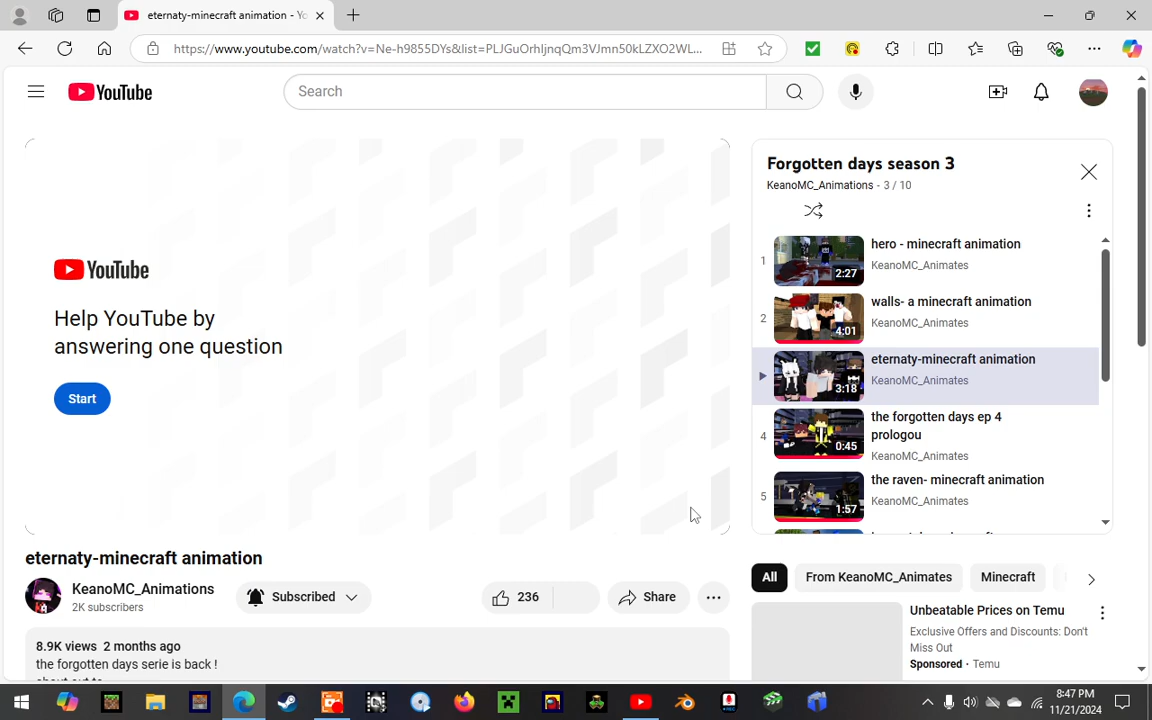 eternaty-minecraft animation - Yo
https://www.youtube.com/watch?v=Ne-h9855DYs&list=PLJGuOrhljnqQm3VJmn50kLZXO2WL...
YouTube
Search
YouTube
Help YouTube by
answering one question
Start
Forgotten days season 3
KeanoMC_Animations - 3 / 10
1
hero - minecraft animation
KeanoMC_Animates
2:27
2
walls- a minecraft animation
KeanoMC_Animates
4:01
eternaty-minecraft animation
KeanoMC_Animates
3:18
4
the forgotten days ep 4
prologou
KeanoMC_Animates
0:45
5
the raven- minecraft animation
KeanoMC_Animates
1:57
eternaty-minecraft animation
KeanoMC_Animations
2K subscribers
Subscribed
236
Share
8.9K views 2 months ago
the forgotten days serie is back !
All
From KeanoMC_Animates
Minecraft
Unbeatable Prices on Temu
Exclusive Offers and Discounts: Don't
Miss Out
Sponsored · Temu
8:47 PM
11/21/2024